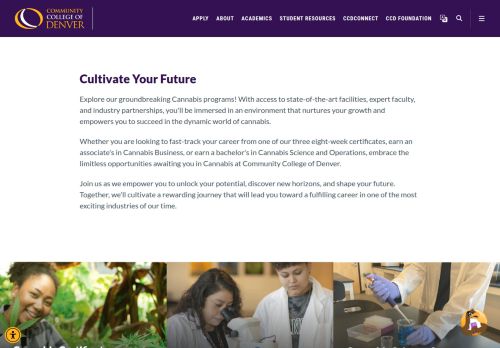 COMMUNITY
COLLEGE OF
DENVER
APPLY ABOUT ACADEMICS STUDENT RESOURCES CCDCONNECT CCD FOUNDATION
Cultivate Your Future
Explore our groundbreaking Cannabis programs! With access to state-of-the-art facilities, expert faculty,
and industry partnerships, you'll be immersed in an environment that nurtures your growth and
empowers you to succeed in the dynamic world of cannabis.
Whether you are looking to fast-track your career from one of our three eight-week certificates, earn an
associate's in Cannabis Business, or earn a bachelor's in Cannabis Science and Operations, embrace the
limitless opportunities awaiting you in Cannabis at Community College of Denver.
Join us as we empower you to unlock your potential, discover new horizons, and shape your future.
Together, we'll cultivate a rewarding journey that will lead you toward a fulfilling career in one of the most
exciting industries of our time.